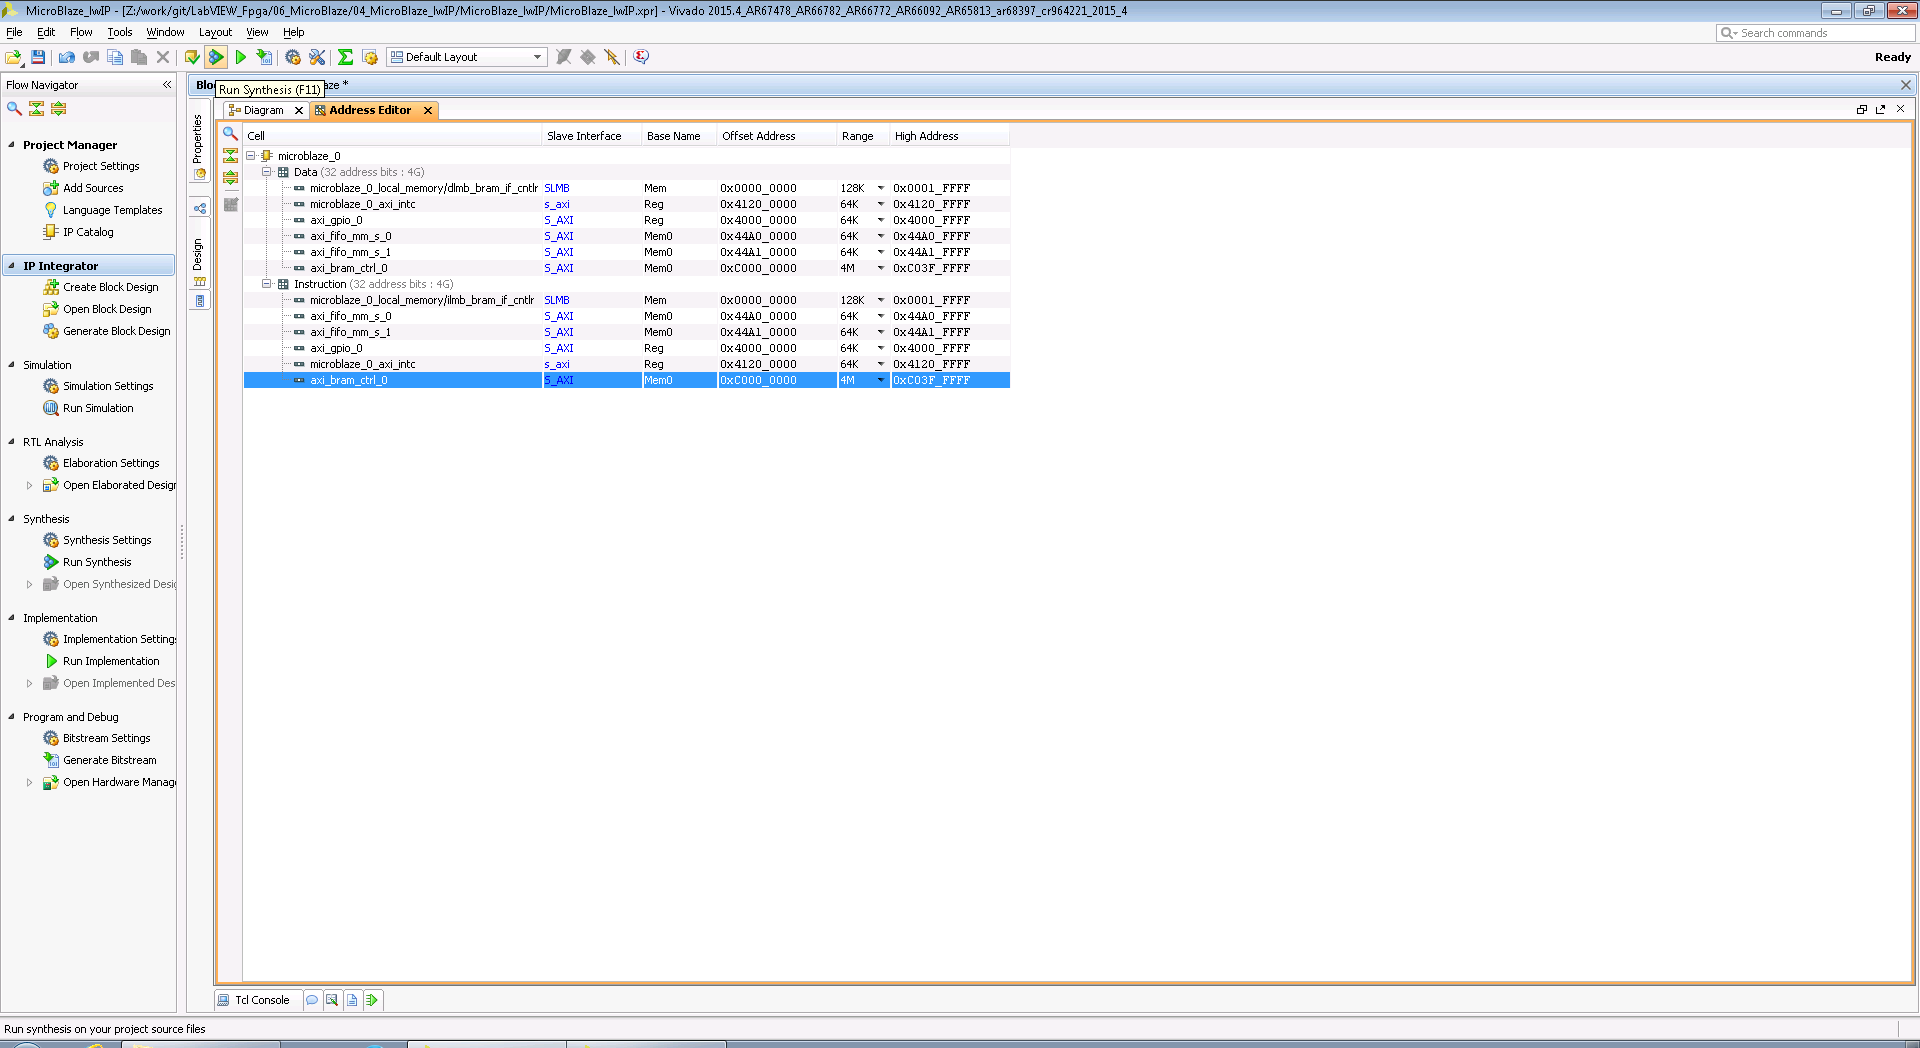 MicroBlaze_lwIP - [Z:/work/git/LabVIEW_Fpga/06_MicroBlaze/04_MicroBlaze_lwIP/MicroBlaze_lwIP/MicroBlaze_lwIP.xpr] - Vivado 2015.4_AR67478_AR66782_AR66772_AR66092_AR65813_ar68397_cr964221_2015_4
File Edit Flow Tools Window Layout View Help
Search commands
Default Layout
Ready
Flow Navigator
Blo aze *
Run Synthesis (F11)
Diagram Address Editor
Properties
Design
Project Manager
Project Settings
Add Sources
Language Templates
IP Catalog
IP Integrator
Create Block Design
Open Block Design
Generate Block Design
Simulation
Simulation Settings
Run Simulation
RTL Analysis
Elaboration Settings
Open Elaborated Design
Synthesis
Synthesis Settings
Run Synthesis
Open Synthesized Desi
Implementation
Implementation Settings
Run Implementation
Open Implemented Des
Program and Debug
Bitstream Settings
Generate Bitstream
Open Hardware Manage
Cell Slave Interface Base Name Offset Address Range High Address
microblaze_0
Data (32 address bits : 4G)
microblaze_0_local_memory/dlmb_bram_if_cntlr SLMB Mem 0x0000_0000 128K 0x0001_FFFF
microblaze_0_axi_intc s_axi Reg 0x4120_0000 64K 0x4120_FFFF
axi_gpio_0 S_AXI Reg 0x4000_0000 64K 0x4000_FFFF
axi_fifo_mm_s_0 S_AXI Mem0 0x44A0_0000 64K 0x44A0_FFFF
axi_fifo_mm_s_1 S_AXI Mem0 0x44A1_0000 64K 0x44A1_FFFF
axi_bram_ctrl_0 S_AXI Mem0 0xC000_0000 4M 0xC03F_FFFF
Instruction (32 address bits : 4G)
microblaze_0_local_memory/ilmb_bram_if_cntlr SLMB Mem 0x0000_0000 128K 0x0001_FFFF
axi_fifo_mm_s_0 S_AXI Mem0 0x44A0_0000 64K 0x44A0_FFFF
axi_fifo_mm_s_1 S_AXI Mem0 0x44A1_0000 64K 0x44A1_FFFF
axi_gpio_0 S_AXI Reg 0x4000_0000 64K 0x4000_FFFF
microblaze_0_axi_intc s_axi Reg 0x4120_0000 64K 0x4120_FFFF
axi_bram_ctrl_0 S_AXI Mem0 0xC000_0000 4M 0xC03F_FFFF
Tcl Console
Run synthesis on your project source files